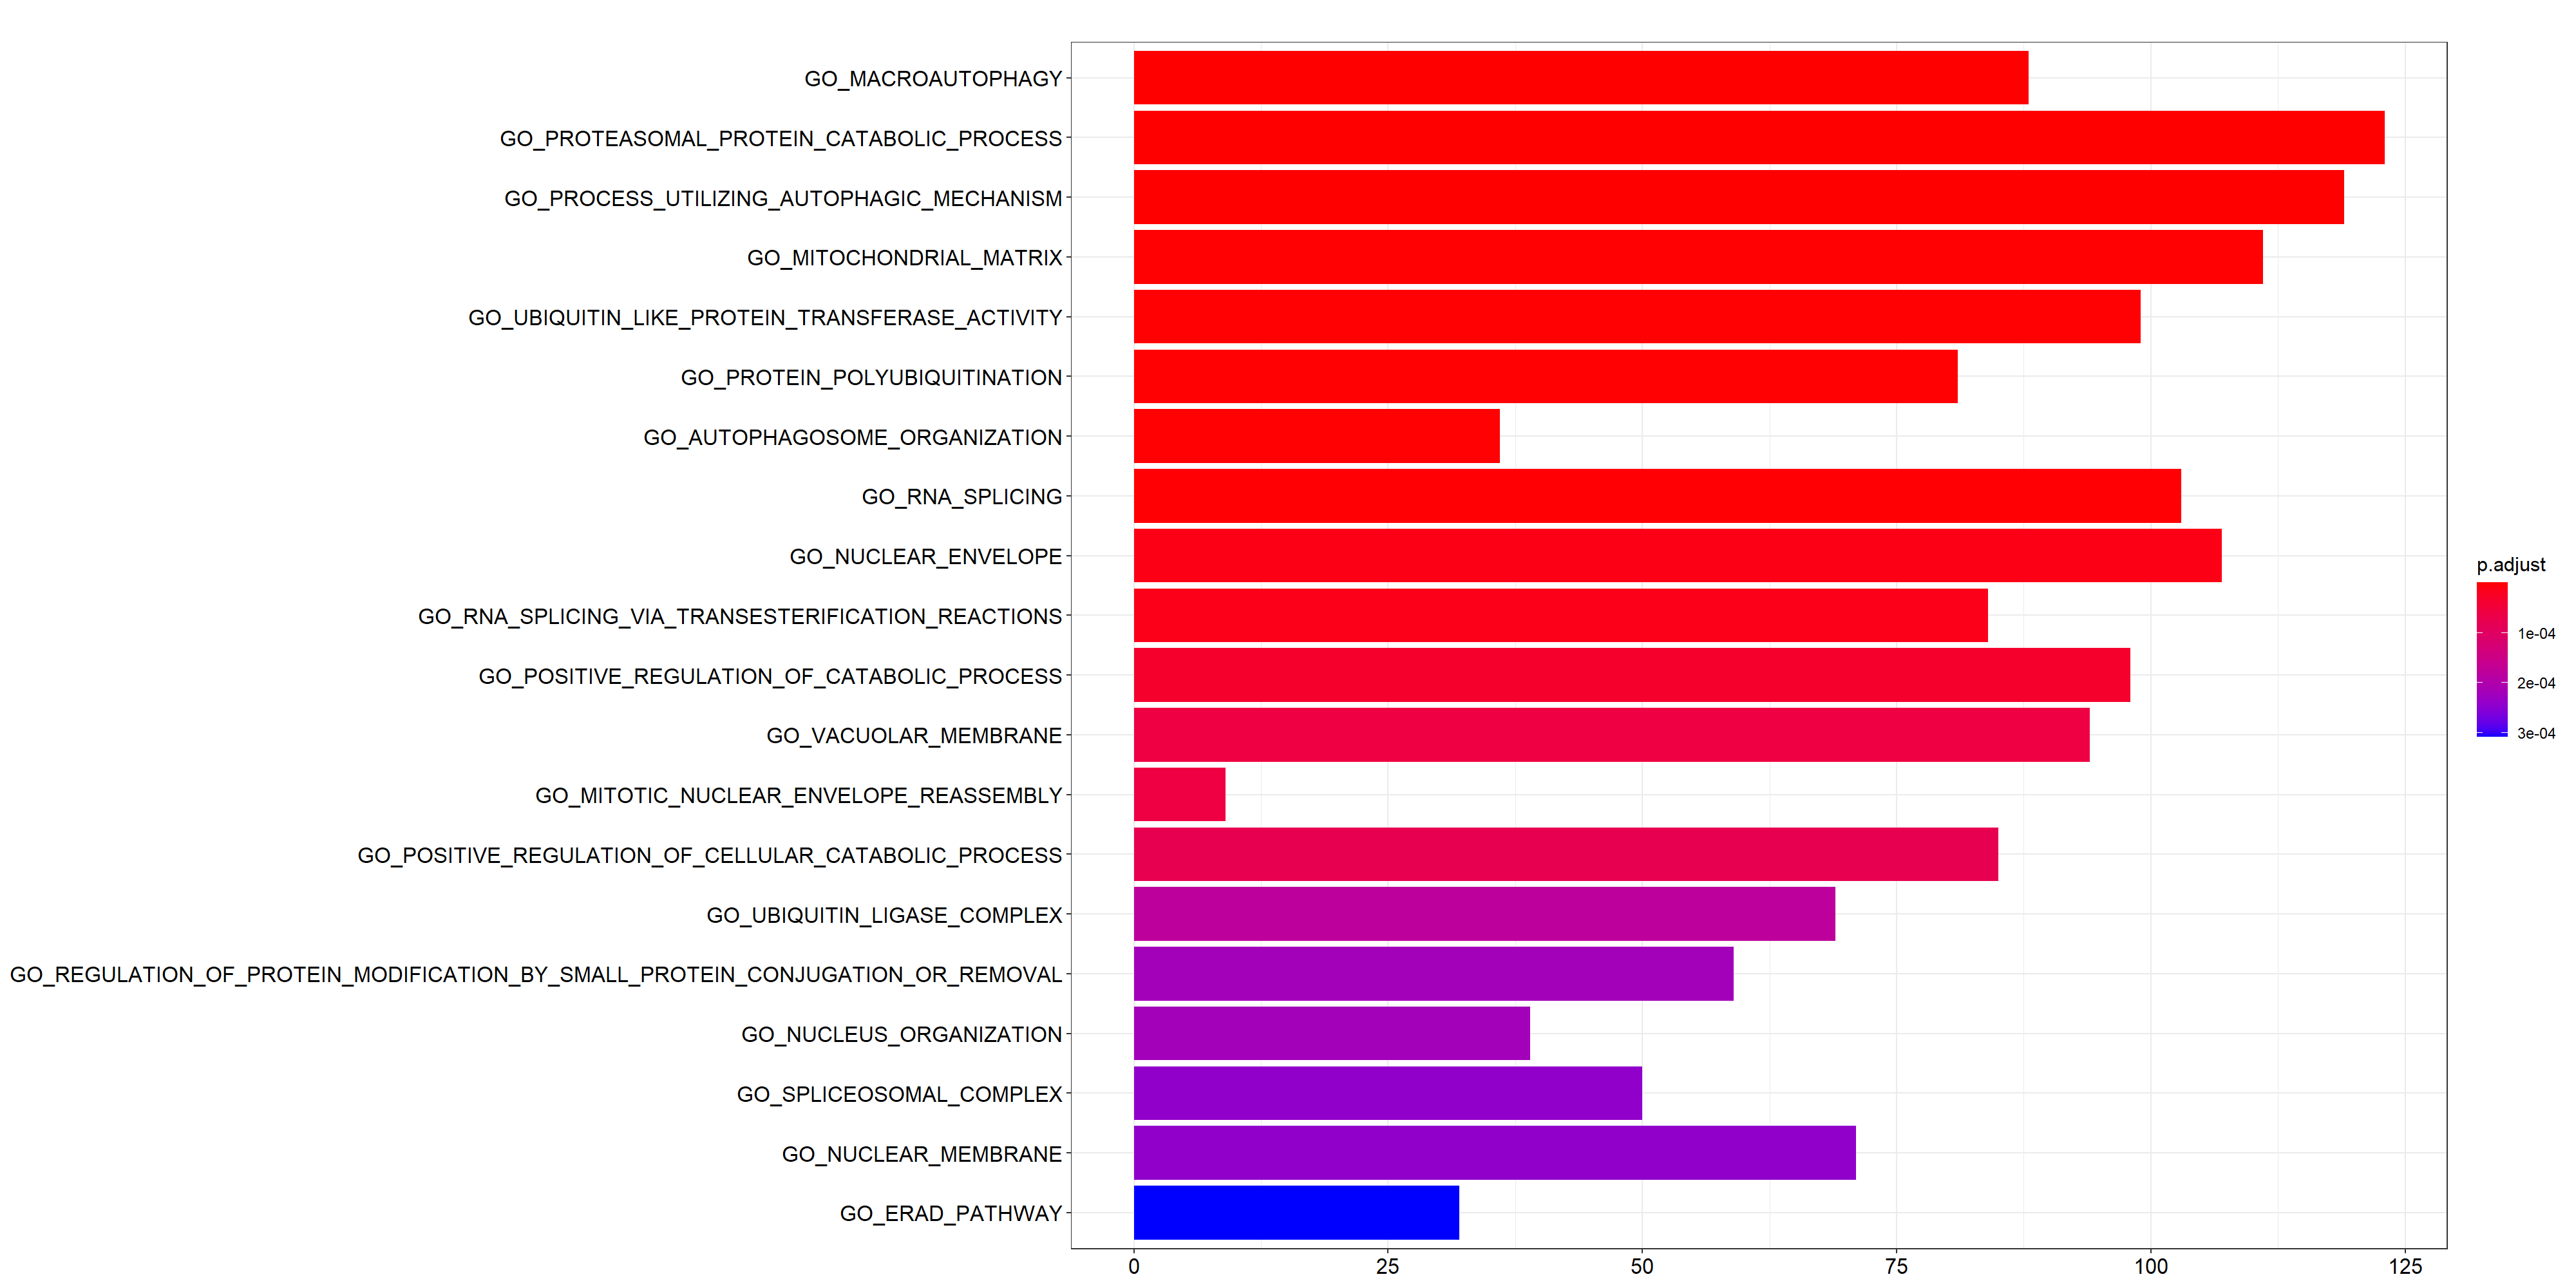 GO_MACROAUTOPHAGY
GO_PROTEASOMAL_PROTEIN_CATABOLIC_PROCESS
GO_PROCESS_UTILIZING_AUTOPHAGIC_MECHANISM
GO_MITOCHONDRIAL_MATRIX
GO_UBIQUITIN_LIKE_PROTEIN_TRANSFERASE_ACTIVITY
GO_PROTEIN_POLYUBIQUITINATION
GO_AUTOPHAGOSOME_ORGANIZATION
GO_RNA_SPLICING
GO_NUCLEAR_ENVELOPE
GO_RNA_SPLICING_VIA_TRANSESTERIFICATION_REACTIONS
GO_POSITIVE_REGULATION_OF_CATABOLIC_PROCESS
GO_VACUOLAR_MEMBRANE
GO_MITOTIC_NUCLEAR_ENVELOPE_REASSEMBLY
GO_POSITIVE_REGULATION_OF_CELLULAR_CATABOLIC_PROCESS
GO_UBIQUITIN_LIGASE_COMPLEX
GO_REGULATION_OF_PROTEIN_MODIFICATION_BY_SMALL_PROTEIN_CONJUGATION_OR_REMOVAL
GO_NUCLEUS_ORGANIZATION
GO_SPLICEOSOMAL_COMPLEX
GO_NUCLEAR_MEMBRANE
GO_ERAD_PATHWAY
0 25 50 75 100 125
p.adjust
1e-04
2e-04
3e-04